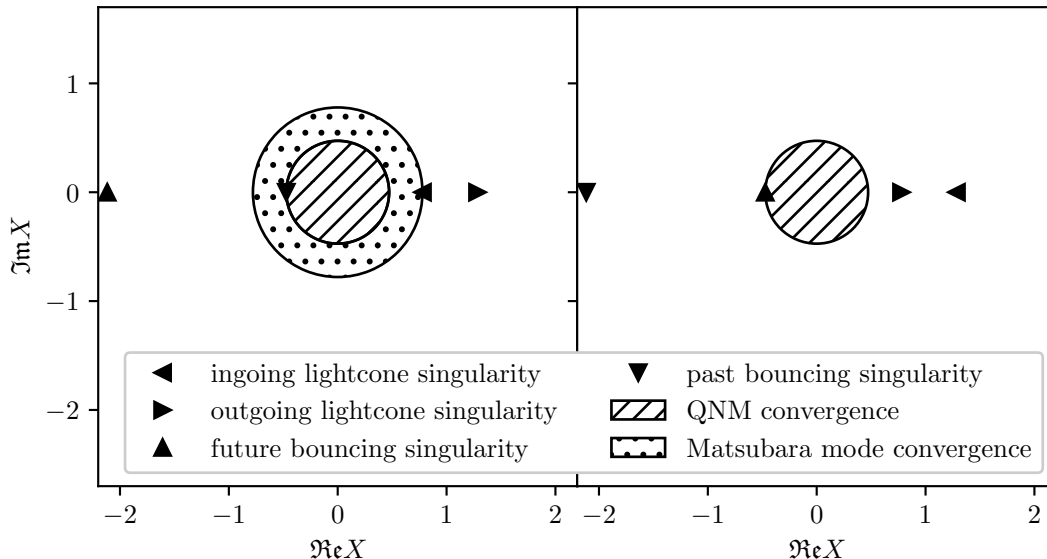 1
0
−1
−2
ℑ𝔪X
ingoing lightcone singularity
outgoing lightcone singularity
future bouncing singularity
past bouncing singularity
QNM convergence
Matsubara mode convergence
−2 −1 0 1 2 −2 −1 0 1 2
ℜ𝔢X ℜ𝔢X